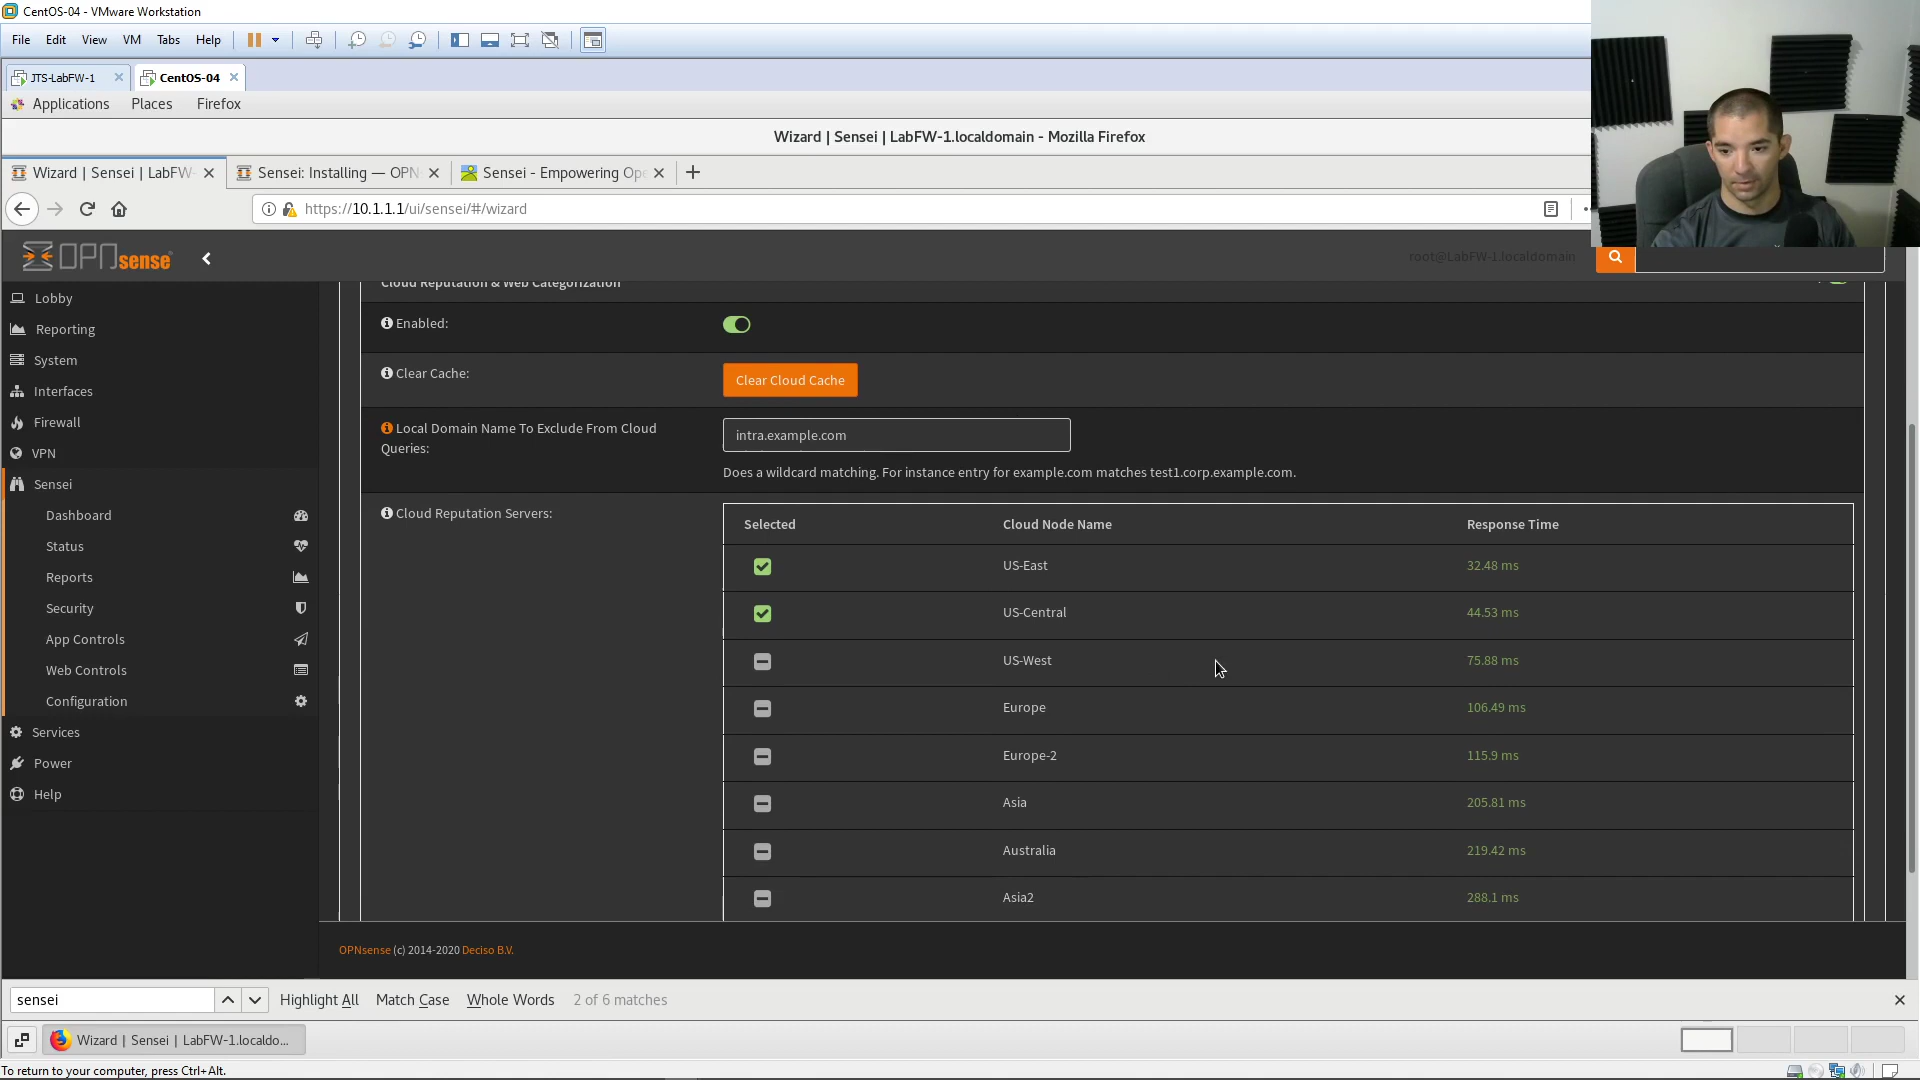 CentOS-04 - VMware Workstation
File Edit View VM Tabs Help
JTS-LabFW-1 CentOS-04
Applications Places Firefox
Wizard | Sensei | LabFW-1.localdomain - Mozilla Firefox
Wizard | Sensei | LabFW- Sensei: Installing — OPN Sensei - Empowering Ope
https://10.1.1.1/ui/sensei/#/wizard
OPNsense
root@LabFW-1.localdomain
Cloud Reputation & Web Categorization
Lobby
Reporting
System
Interfaces
Firewall
VPN
Sensei
Dashboard
Status
Reports
Security
App Controls
Web Controls
Configuration
Services
Power
Help
Enabled:
Clear Cache: Clear Cloud Cache
Local Domain Name To Exclude From Cloud
Queries:
intra.example.com
Does a wildcard matching. For instance entry for example.com matches test1.corp.example.com.
Cloud Reputation Servers:
Selected Cloud Node Name Response Time
US-East 32.48 ms
US-Central 44.53 ms
US-West 75.88 ms
Europe 106.49 ms
Europe-2 115.9 ms
Asia 205.81 ms
Australia 219.42 ms
Asia2 288.1 ms
OPNsense (c) 2014-2020 Deciso B.V.
sensei Highlight All Match Case Whole Words 2 of 6 matches
Wizard | Sensei | LabFW-1.localdo...
To return to your computer, press Ctrl+Alt.